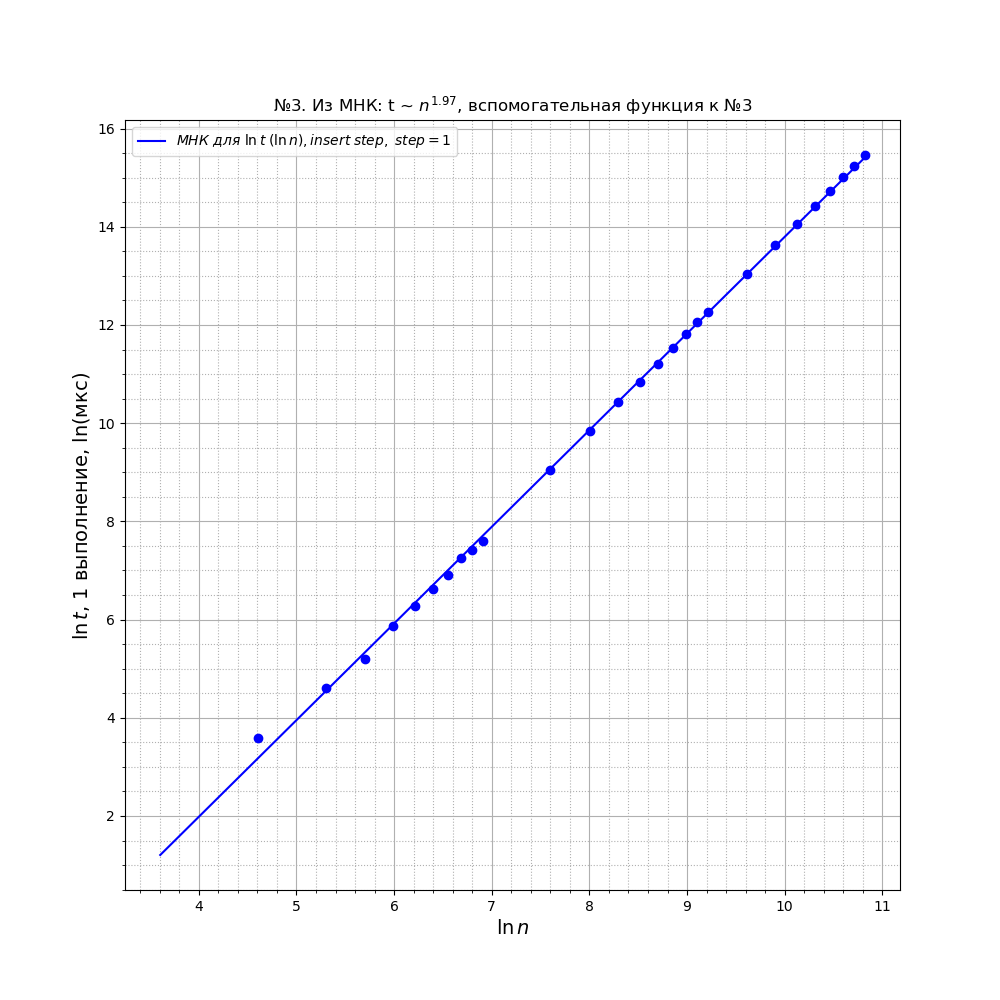 №3. Из МНК: t ~ n^1.97, вспомогательная функция к №3
МНК для ln t (ln n), insert step, step = 1
16
14
12
10
8
6
4
2
ln t, 1 выполнение, ln(мкс)
4 5 6 7 8 9 10 11
ln n